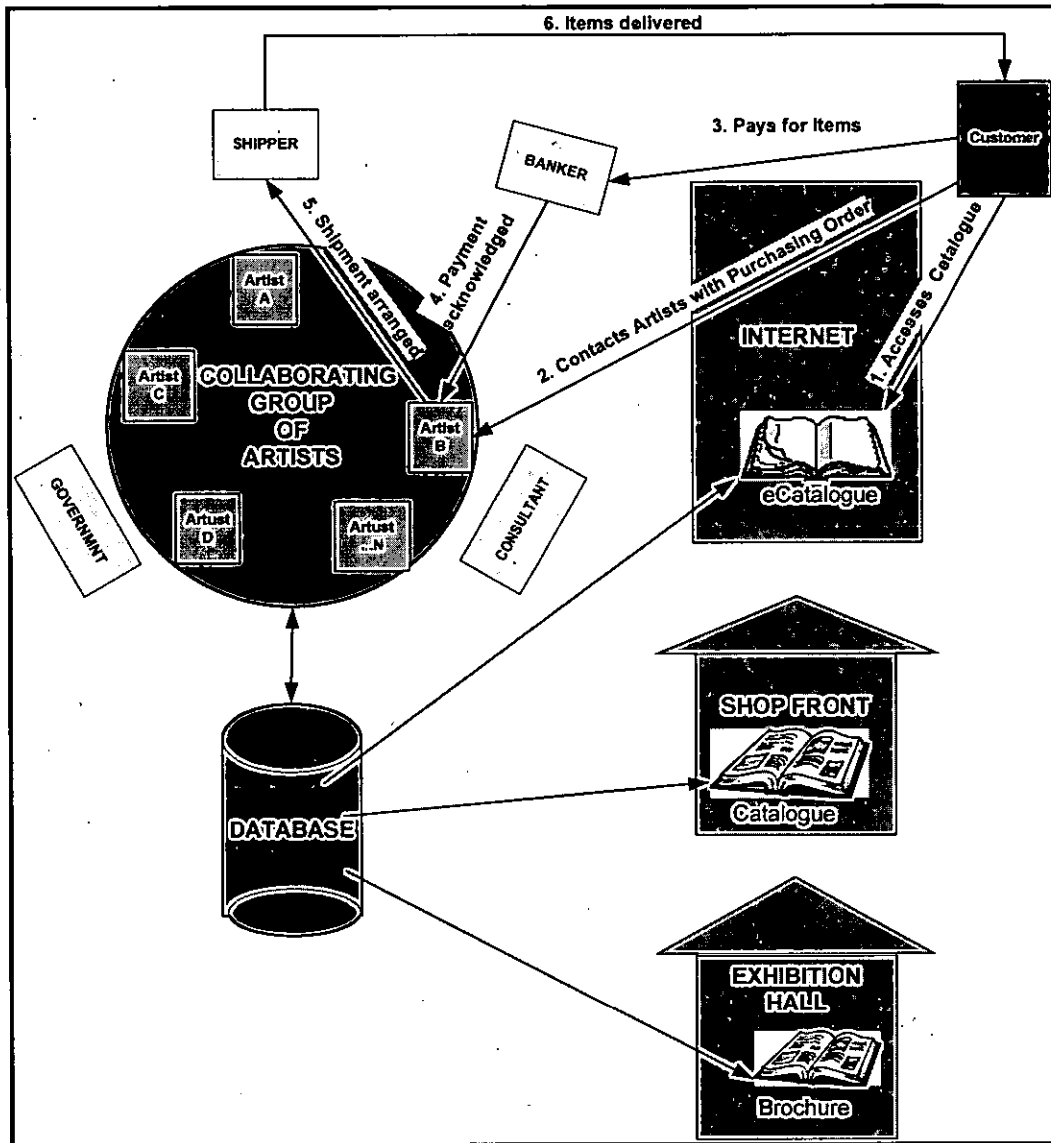 6. Items delivered
SHIPPER
BANKER
3. Pays for Items
Customer
5. Shipment arranged
4. Payment
acknowledged
2. Contacts Artists with Purchasing Order
1. Accesses Catalogue
Artist
A
Artist
C
COLLABORATING
GROUP
OF
ARTISTS
Artist
B
INTERNET
eCatalogue
GOVERNMNT
Artust
D
Artust
...N
CONSULTANT
SHOP FRONT
Catalogue
DATABASE
EXHIBITION
HALL
Brochure